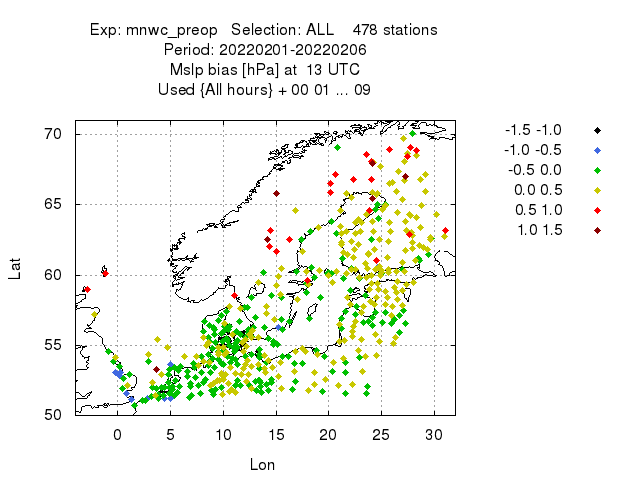 Exp: mnwc_preop Selection: ALL 478 stations
Period: 20220201-20220206
Mslp bias [hPa] at 13 UTC
Used {All hours} + 00 01 ... 09
70
65
60
55
50
Lat
0 5 10 15 20 25 30
Lon
-1.5 -1.0
-1.0 -0.5
-0.5 0.0
0.0 0.5
0.5 1.0
1.0 1.5